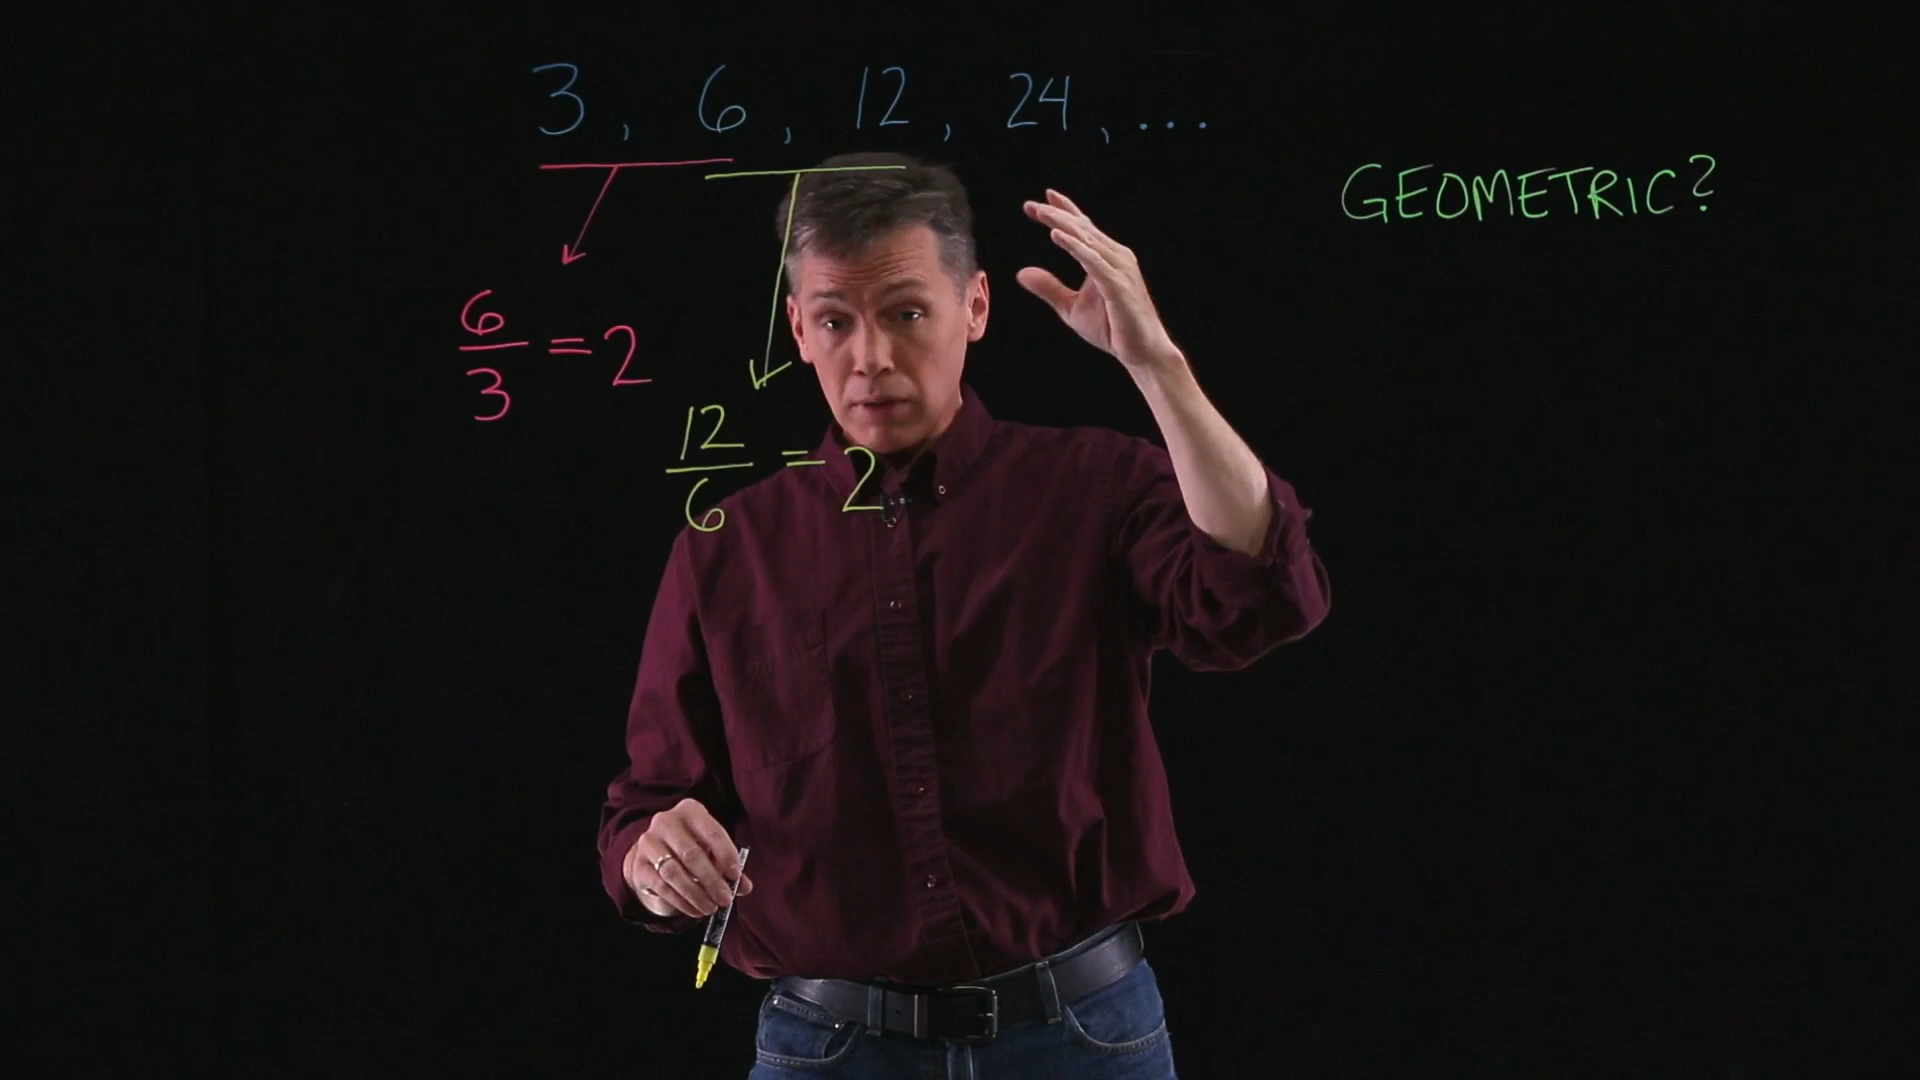 3, 6, 12, 24, ...
GEOMETRIC?
6/3 = 2
12/6 = 2